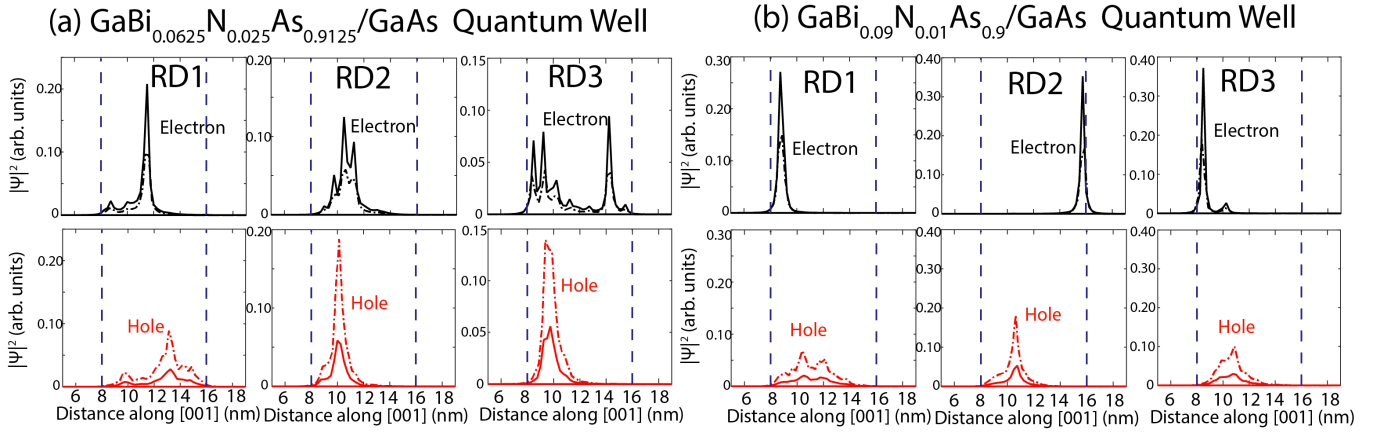 (a) GaBi0.0625N0.025As0.9125/GaAs Quantum Well
(b) GaBi0.09N0.01As0.9/GaAs Quantum Well
|Ψ|² (arb. units)
0.20
0.10
0
RD1
Electron
0.20
0.10
0
RD2
Electron
0.15
0.10
0.05
0
RD3
Electron
|Ψ|² (arb. units)
0.30
0.20
0.10
0
RD1
Electron
0.40
0.30
0.20
0.10
0
RD2
Electron
0.40
0.30
0.20
0.10
0
RD3
Electron
|Ψ|² (arb. units)
0.20
0.10
0
Hole
6 8 10 12 14 16 18
Distance along [001] (nm)
0.20
0.10
0
Hole
6 8 10 12 14 16 18
Distance along [001] (nm)
0.15
0.10
0.05
0
Hole
6 8 10 12 14 16 18
Distance along [001] (nm)
|Ψ|² (arb. units)
0.30
0.20
0.10
0
Hole
6 8 10 12 14 16 18
Distance along [001] (nm)
0.40
0.30
0.20
0.10
0
Hole
6 8 10 12 14 16 18
Distance along [001] (nm)
0.40
0.30
0.20
0.10
0
Hole
6 8 10 12 14 16 18
Distance along [001] (nm)